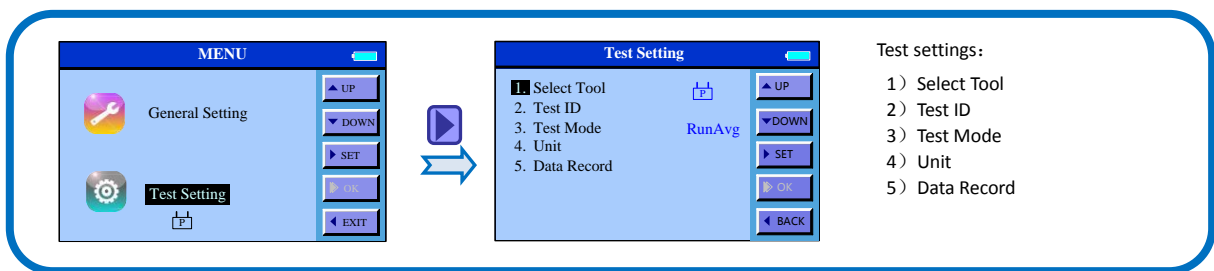 MENU
General Setting
Test Setting
P
▲ UP
▼ DOWN
▶ SET
▶ OK
◀ EXIT
Test Setting
1. Select Tool P
2. Test ID
3. Test Mode RunAvg
4. Unit
5. Data Record
▲ UP
▼DOWN
▶ SET
▶ OK
◀ BACK
Test settings：
1）Select Tool
2）Test ID
3）Test Mode
4）Unit
5）Data Record